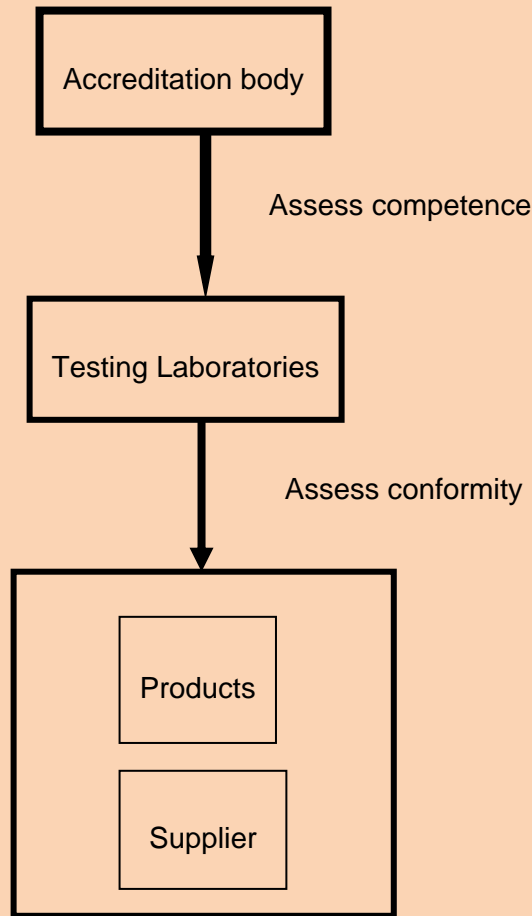 Accreditation body
Assess competence
Testing Laboratories
Assess conformity
Products
Supplier